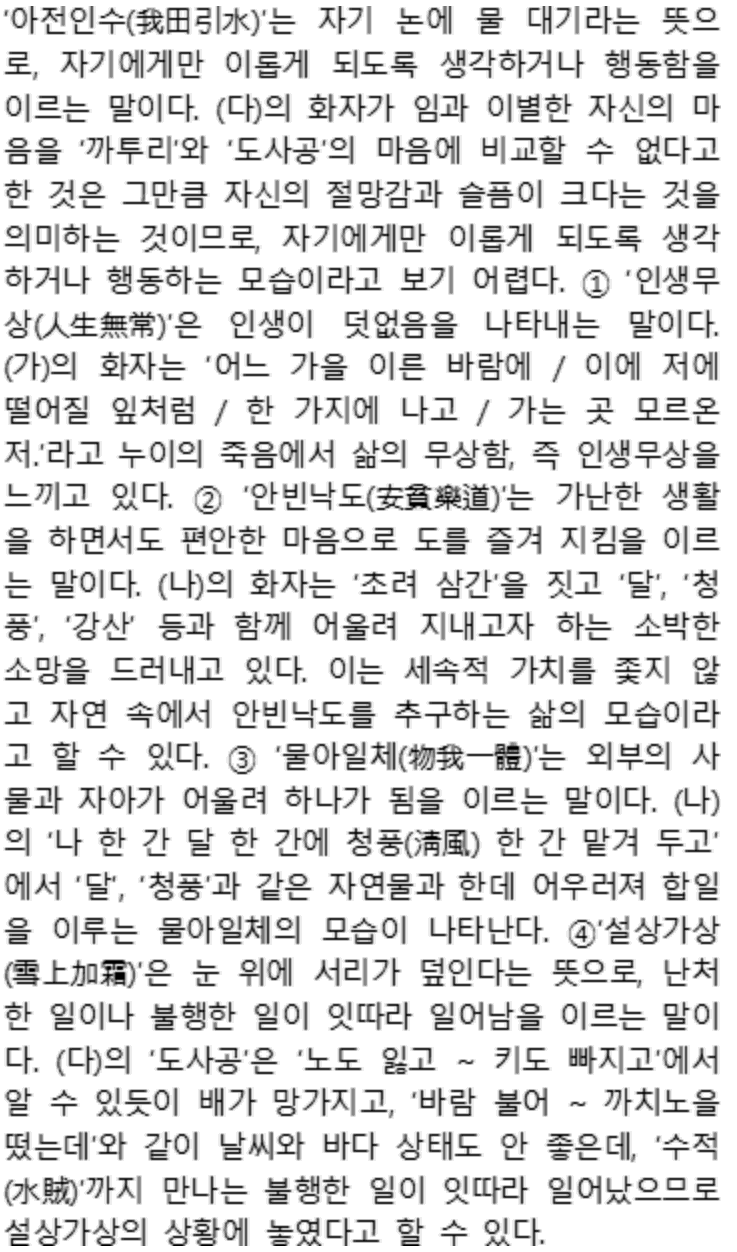 ‘아전인수(我田引水)’는 자기 논에 물 대기라는 뜻으
로, 자기에게만 이롭게 되도록 생각하거나 행동함을
이르는 말이다. (다)의 화자가 임과 이별한 자신의 마
음을 ‘까투리’와 ‘도사공’의 마음에 비교할 수 없다고
한 것은 그만큼 자신의 절망감과 슬픔이 크다는 것을
의미하는 것이므로, 자기에게만 이롭게 되도록 생각
하거나 행동하는 모습이라고 보기 어렵다. ① ‘인생무
상(人生無常)’은 인생이 덧없음을 나타내는 말이다.
(가)의 화자는 ‘어느 가을 이른 바람에 / 이에 저에
떨어질 잎처럼 / 한 가지에 나고 / 가는 곳 모르온
저.’라고 누이의 죽음에서 삶의 무상함, 즉 인생무상을
느끼고 있다. ② ‘안빈낙도(安貧樂道)’는 가난한 생활
을 하면서도 편안한 마음으로 도를 즐겨 지킴을 이르
는 말이다. (나)의 화자는 ‘초려 삼간’을 짓고 ‘달’, ‘청
풍’, ‘강산’ 등과 함께 어울려 지내고자 하는 소박한
소망을 드러내고 있다. 이는 세속적 가치를 좇지 않
고 자연 속에서 안빈낙도를 추구하는 삶의 모습이라
고 할 수 있다. ③ ‘물아일체(物我一體)’는 외부의 사
물과 자아가 어울려 하나가 됨을 이르는 말이다. (나)
의 ‘나 한 간 달 한 간에 청풍(淸風) 한 간 맡겨 두고’
에서 ‘달’, ‘청풍’과 같은 자연물과 한데 어우러져 합일
을 이루는 물아일체의 모습이 나타난다. ④‘설상가상
(雪上加霜)’은 눈 위에 서리가 덮인다는 뜻으로, 난처
한 일이나 불행한 일이 잇따라 일어남을 이르는 말이
다. (다)의 ‘도사공’은 ‘노도 잃고 ~ 키도 빠지고’에서
알 수 있듯이 배가 망가지고, ‘바람 불어 ~ 까치노을
떴는데’와 같이 날씨와 바다 상태도 안 좋은데, ‘수적
(水賊)’까지 만나는 불행한 일이 잇따라 일어났으므로
설상가상의 상황에 놓였다고 할 수 있다.